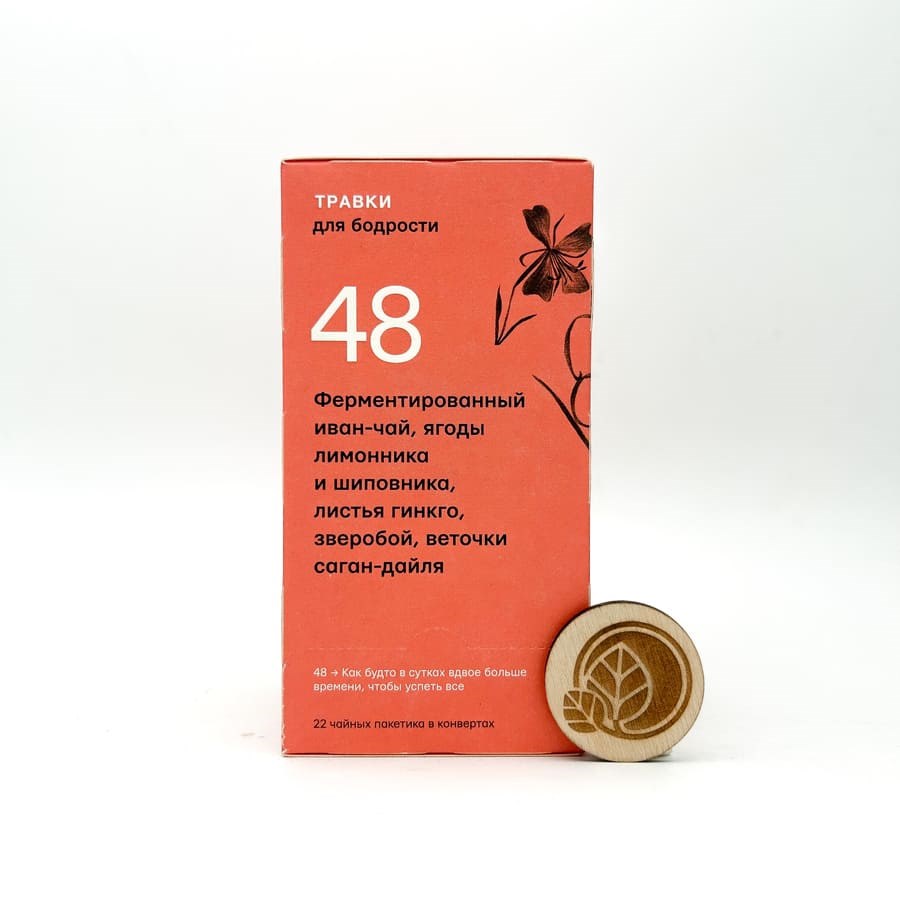 ТРАВКИ
для бодрости
48
Ферментированный
иван-чай, ягоды
лимонника
и шиповника,
листья гинкго,
зверобой, веточки
саган-дайля
48 → Как будто в сутках вдвое больше
времени, чтобы успеть все
22 чайных пакетика в конвертах